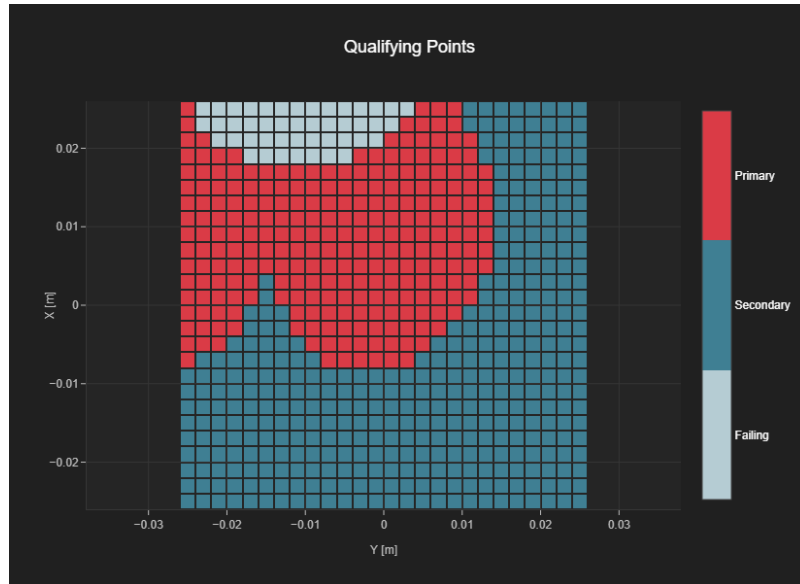 Qualifying Points
Primary
Secondary
Failing
0.02
0.01
0
−0.01
−0.02
X [m]
−0.03
−0.02
−0.01
0
0.01
0.02
0.03
Y [m]